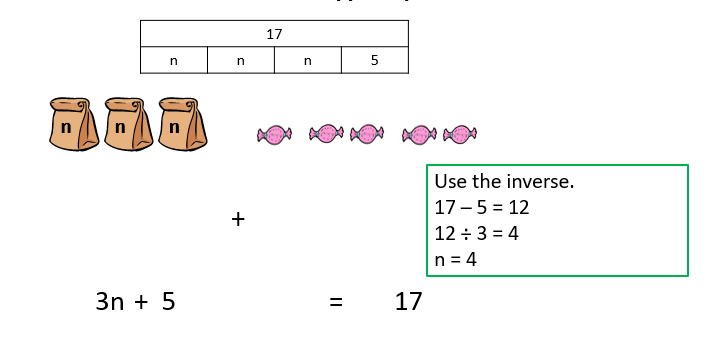 17
n n n 5
n n n
+
Use the inverse.
17 – 5 = 12
12 ÷ 3 = 4
n = 4
3n + 5 = 17